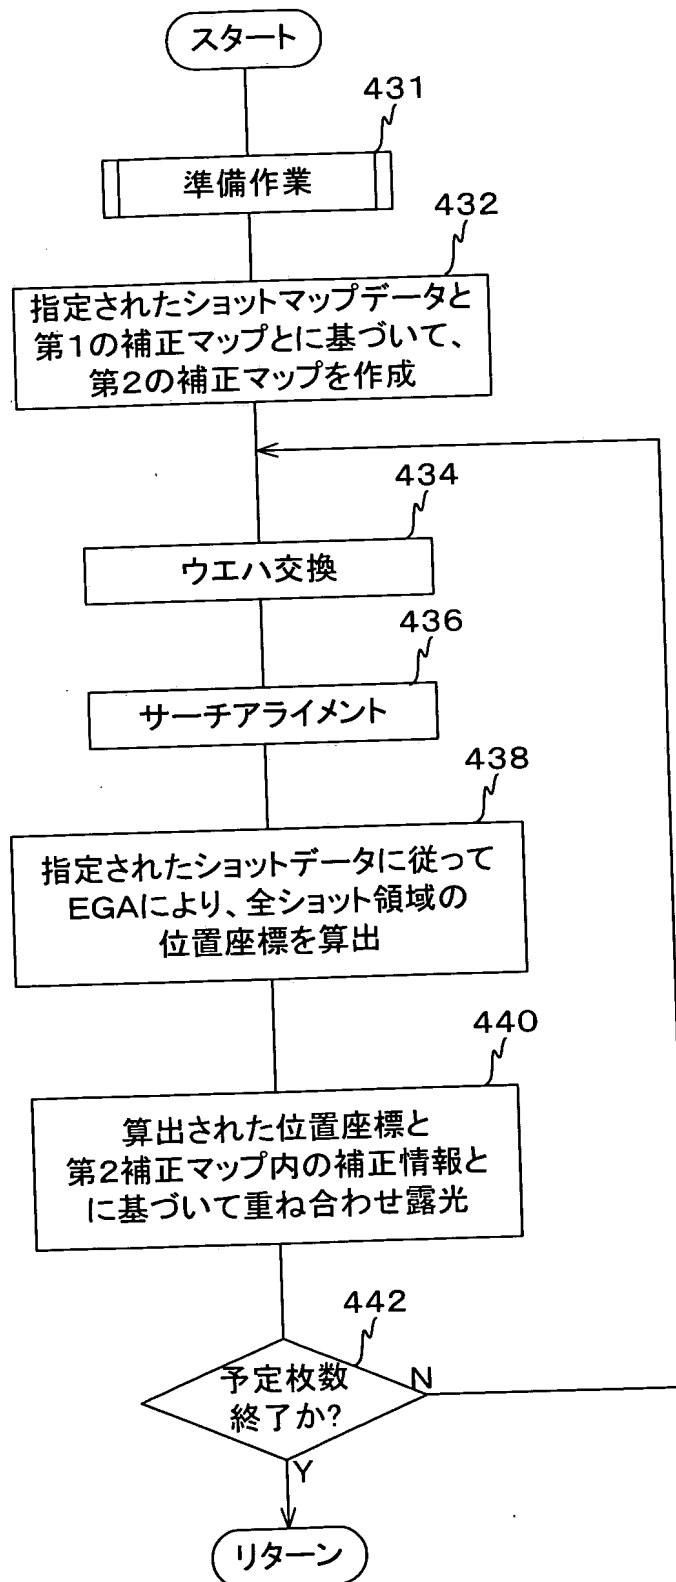 スタート
431
準備作業
432
指定されたショットマップデータと
第1の補正マップとに基づいて、
第2の補正マップを作成
434
ウエハ交換
436
サーチアライメント
438
指定されたショットデータに従って
EGAにより、全ショット領域の
位置座標を算出
440
算出された位置座標と
第2補正マップ内の補正情報と
に基づいて重ね合わせ露光
442
予定枚数
終了か?
N
Y
リターン